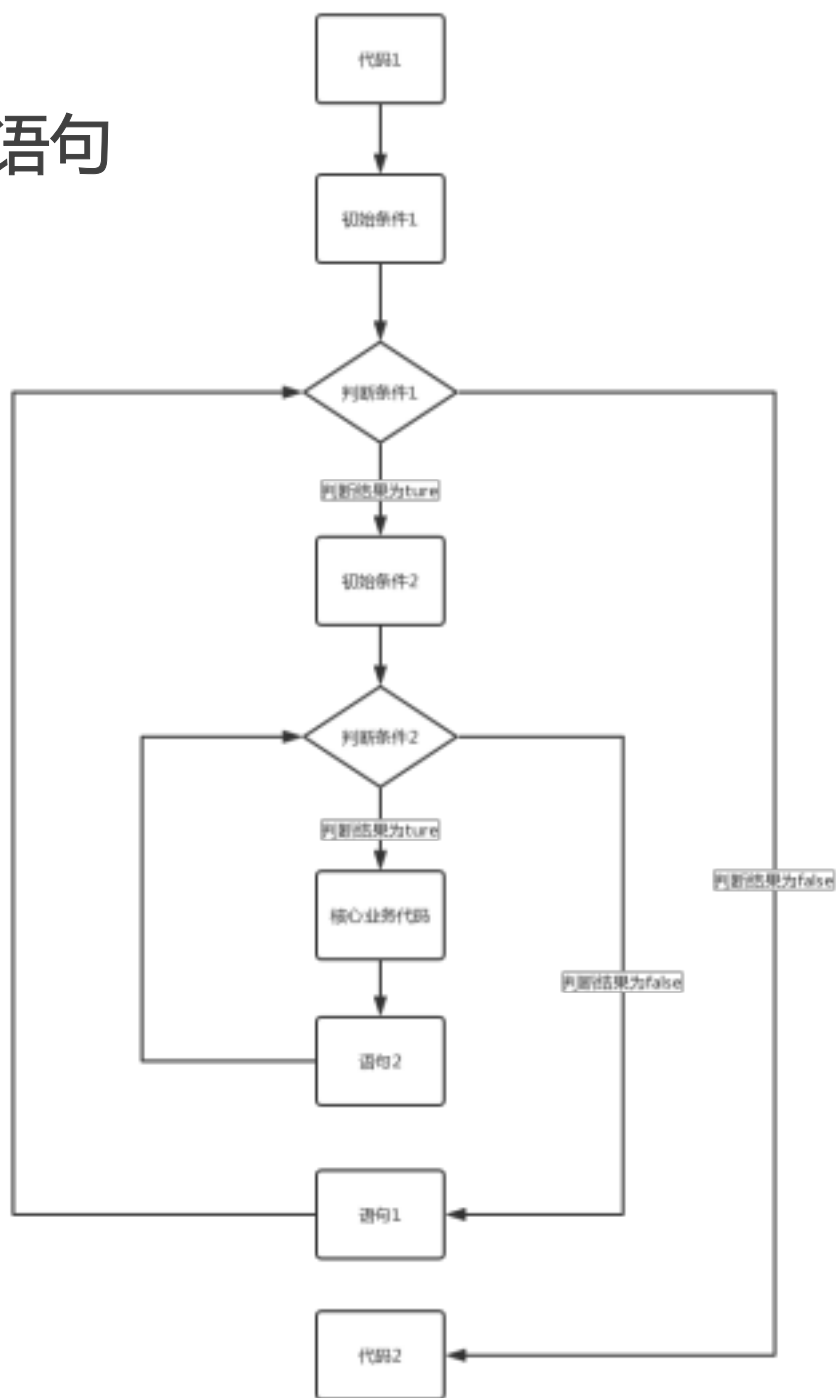 代码1
语句
初始条件1
判断条件1
判断结果为ture
初始条件2
判断条件2
判断结果为ture
判断结果为false
核心业务代码
判断结果为false
语句2
语句1
代码2